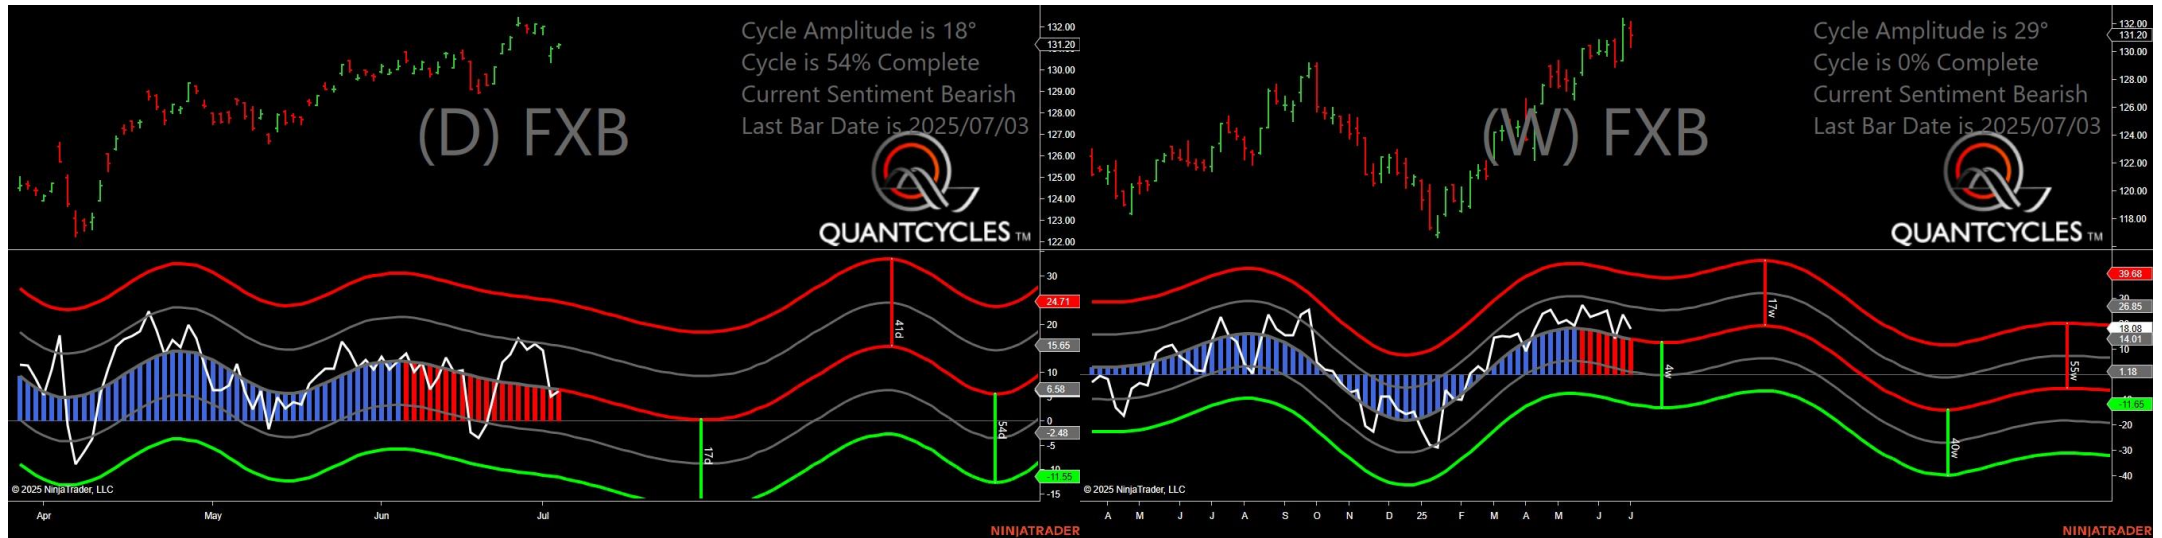 Cycle Amplitude is 18°
Cycle is 54% Complete
Current Sentiment Bearish
Last Bar Date is 2025/07/03
(D) FXB
QUANTCYCLES TM
132.00
131.20
130.00
129.00
128.00
127.00
126.00
125.00
124.00
123.00
122.00
30
24.71
20
15.65
10
6.58
0
-2.48
-5
-10
-11.55
-15
17d
41d
54d
© 2025 NinjaTrader, LLC
Apr
May
Jun
Jul
NINJATRADER
Cycle Amplitude is 29°
Cycle is 0% Complete
Current Sentiment Bearish
Last Bar Date is 2025/07/03
(W) FXB
QUANTCYCLES TM
132.00
131.20
130.00
128.00
126.00
124.00
122.00
120.00
118.00
39.68
30
26.85
18.08
14.01
10
1.18
-11.65
-20
-30
-40
4w
17w
40w
55w
© 2025 NinjaTrader, LLC
A M J J A S O N D 25 F M A M J J
NINJATRADER